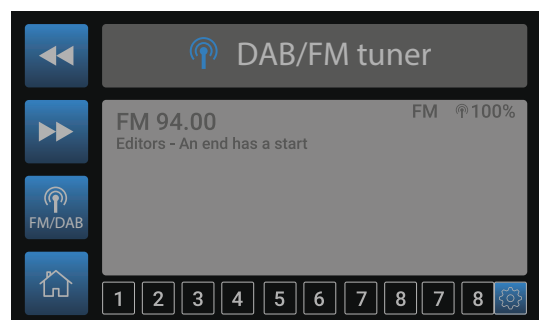 DAB/FM tuner
FM 94.00
FM 100%
Editors - An end has a start
FM/DAB
1 2 3 4 5 6 7 8 7 8